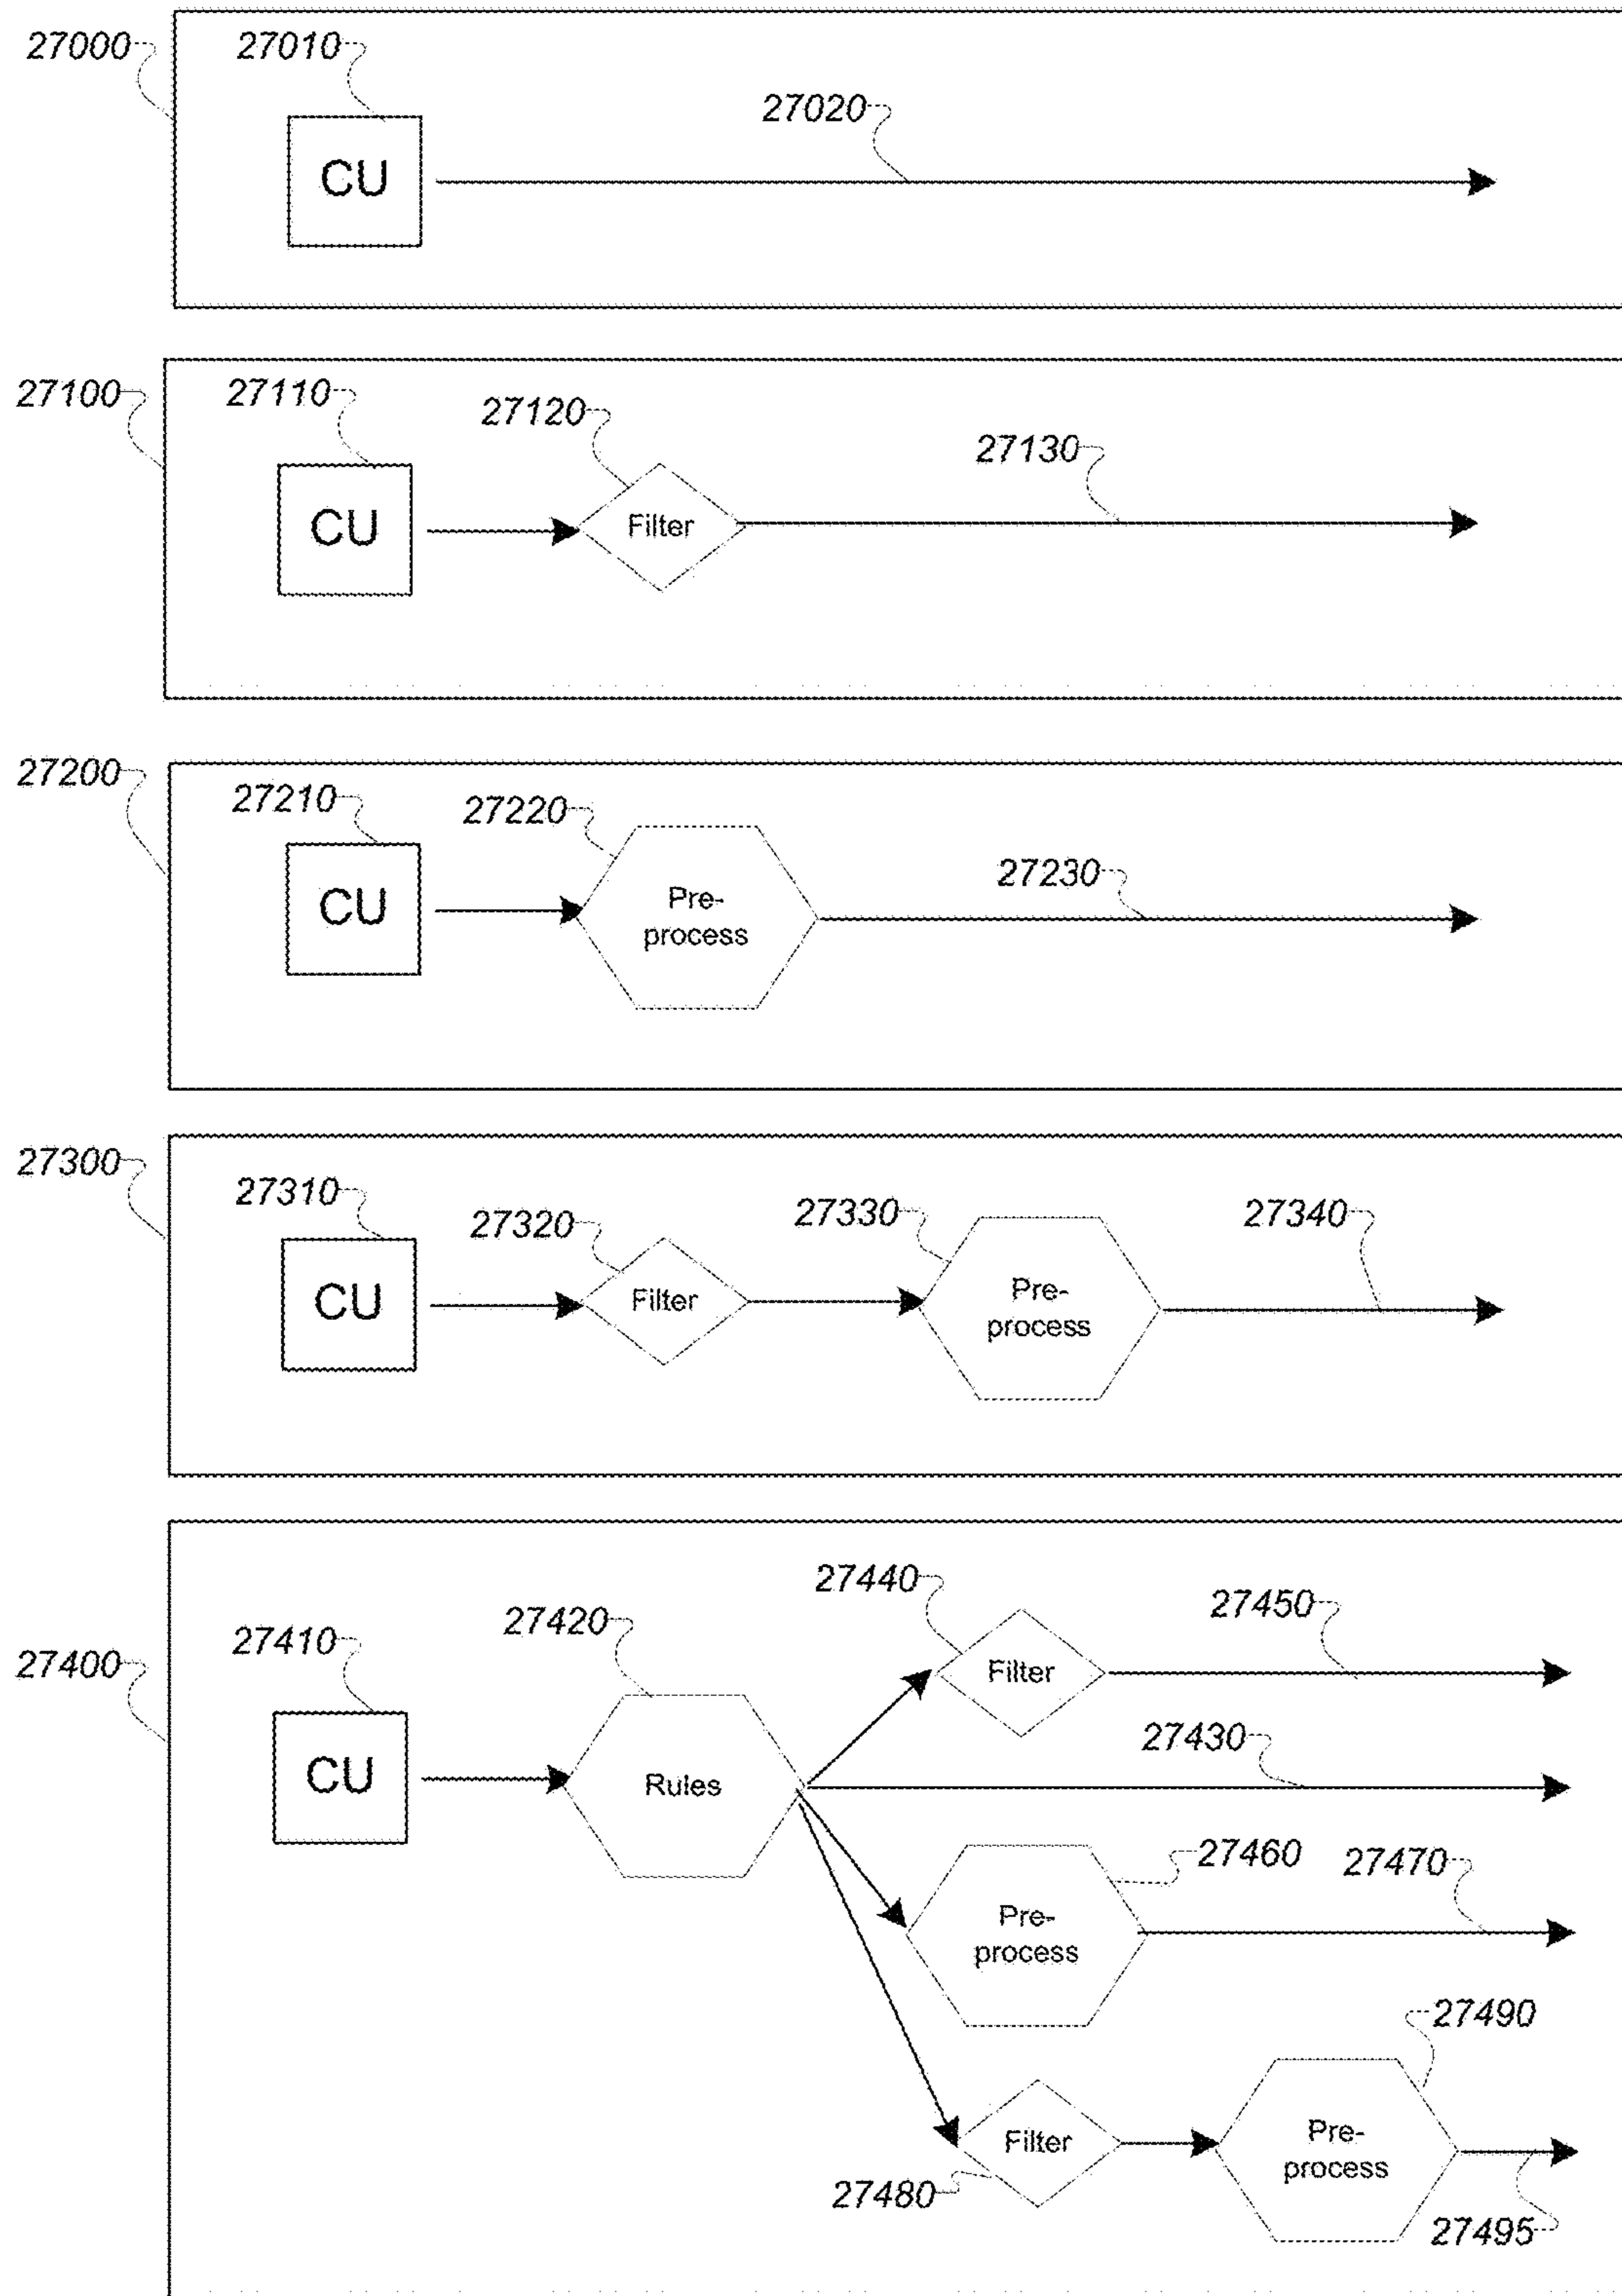 27000
27010
27020
CU
27100
27110
27120
27130
CU
Filter
27200
27210
27220
27230
CU
Pre-
process
27300
27310
27320
27330
27340
CU
Filter
Pre-
process
27400
27410
27420
27440
27450
27430
CU
Rules
Filter
27460
27470
Pre-
process
27490
Filter
Pre-
process
27480
27495